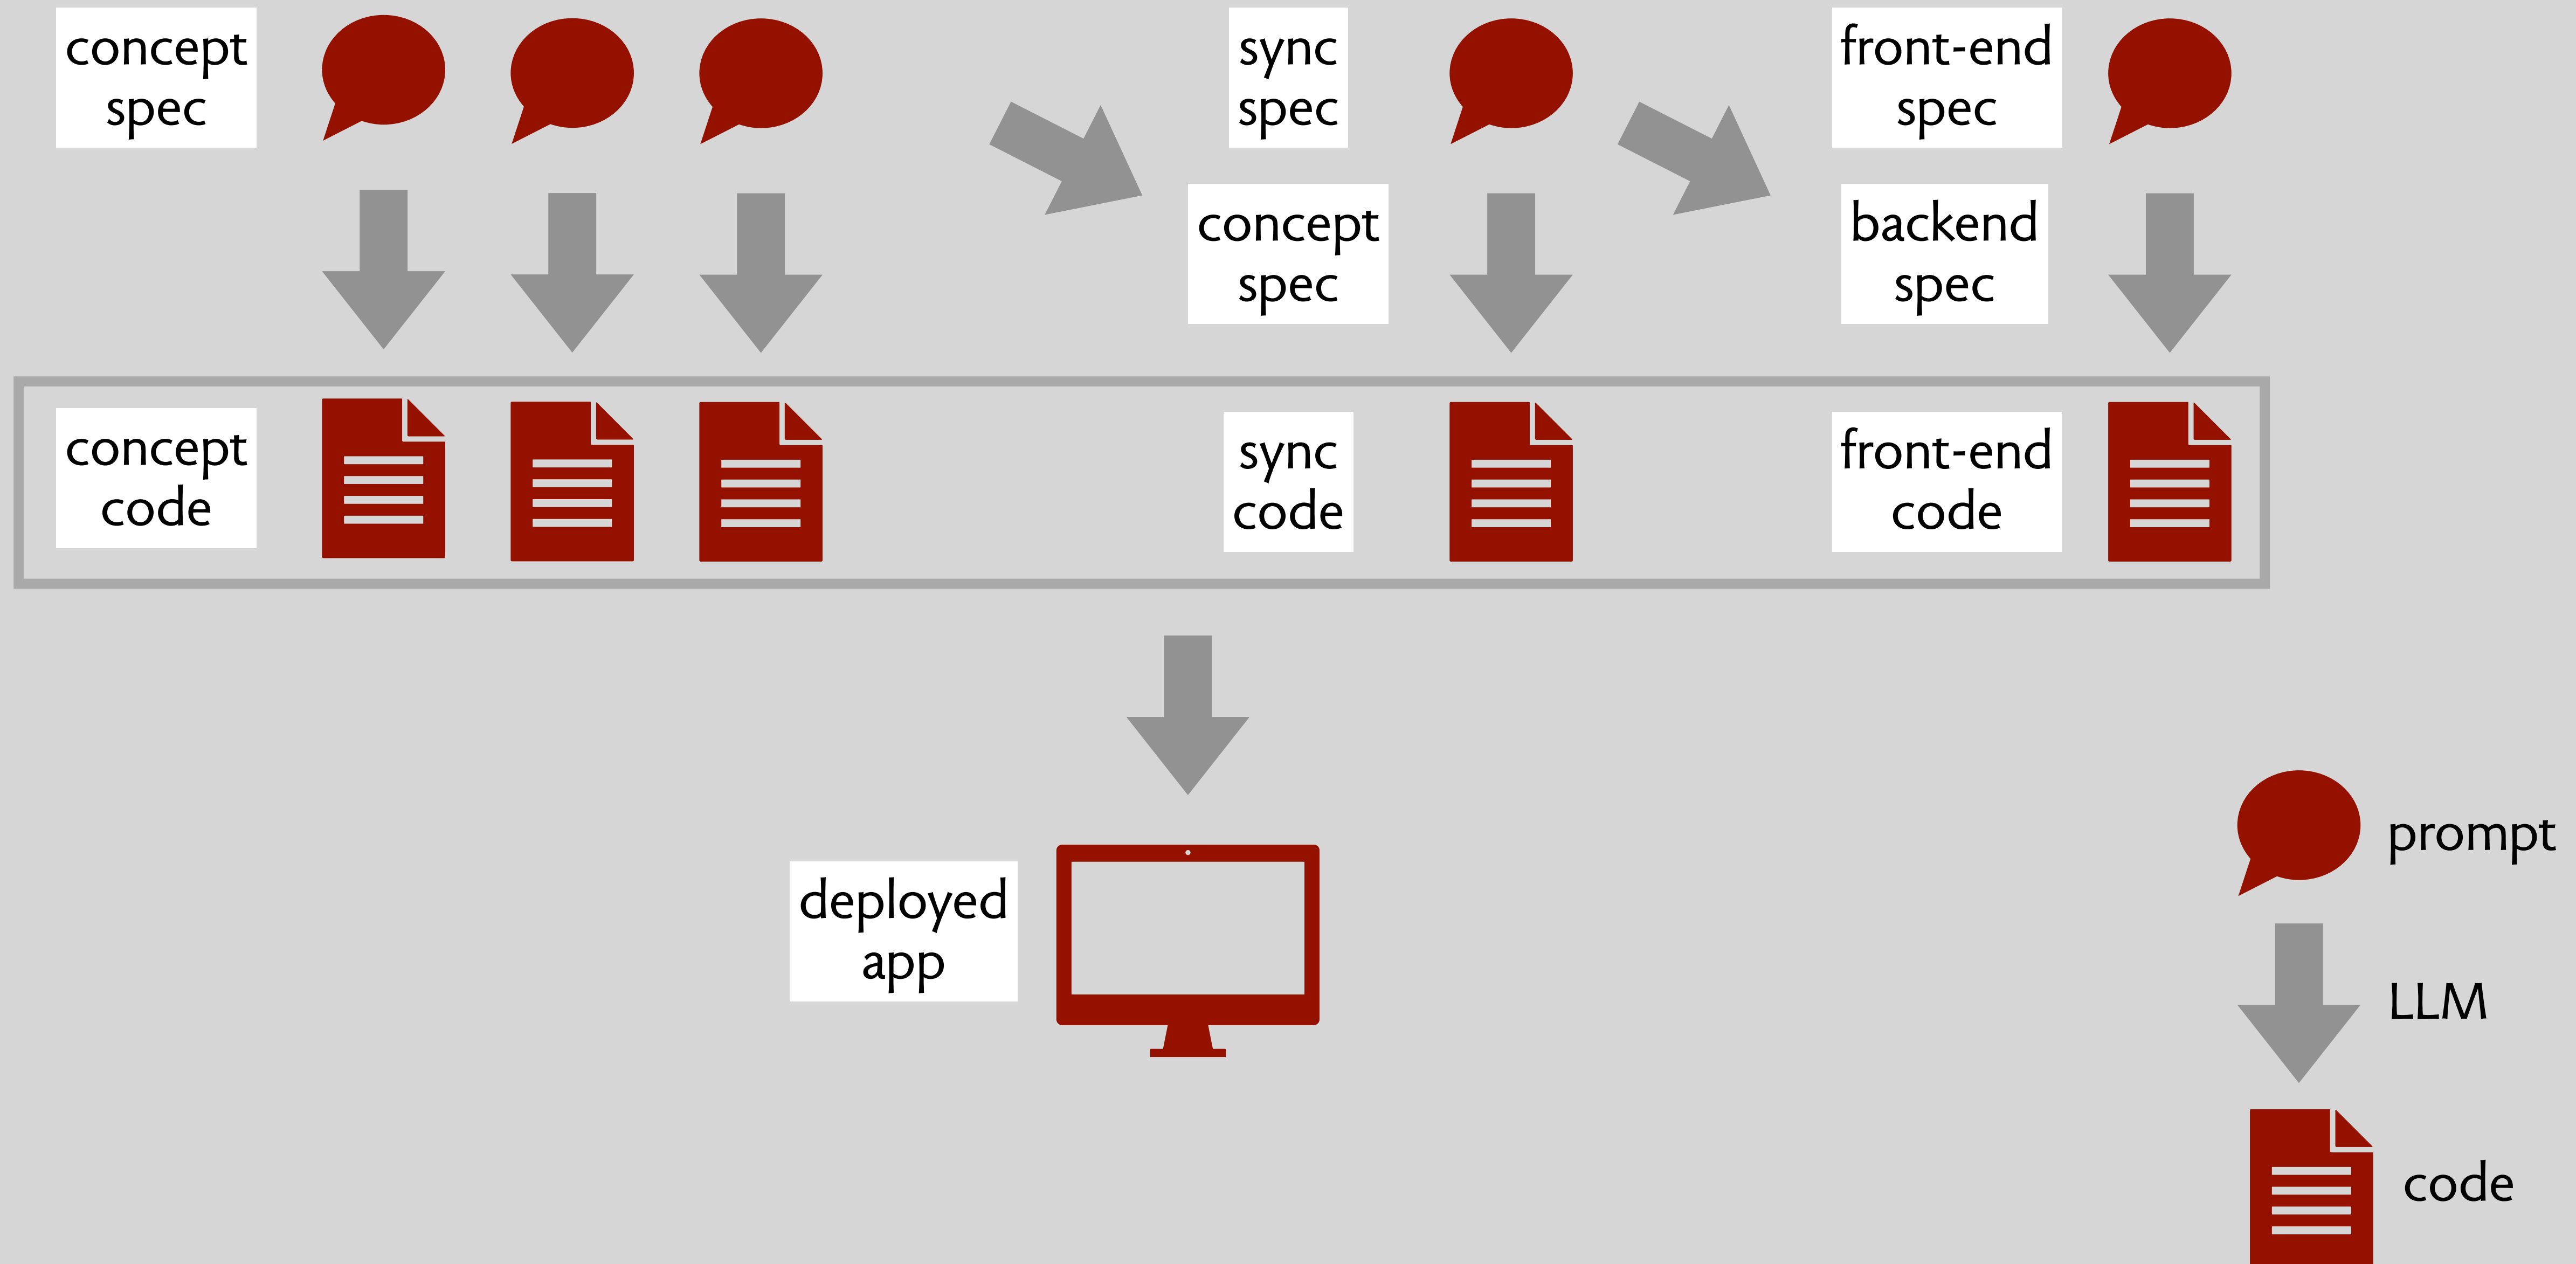 concept
spec
sync
spec
front-end
spec
concept
spec
backend
spec
concept
code
sync
code
front-end
code
deployed
app
prompt
LLM
code